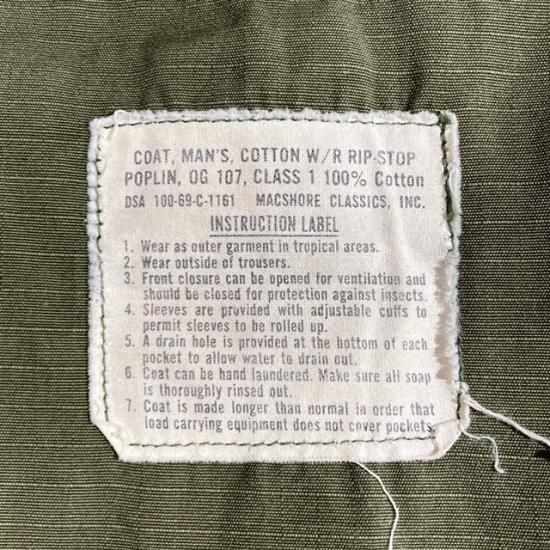 COAT, MAN'S, COTTON W/R RIP-STOP
POPLIN, OG 107, CLASS 1 100% Cotton
DSA 100-69-C-1161 MACSHORE CLASSICS, INC.
INSTRUCTION LABEL
1. Wear as outer garment in tropical areas.
2. Wear outside of trousers.
3. Front closure can be opened for ventilation and
should be closed for protection against insects.
4. Sleeves are provided with adjustable cuffs to
permit sleeves to be rolled up.
5. A drain hole is provided at the bottom of each
pocket to allow water to drain out.
6. Coat can be hand laundered. Make sure all soap
is thoroughly rinsed out.
7. Coat is made longer than normal in order that
load carrying equipment does not cover pockets